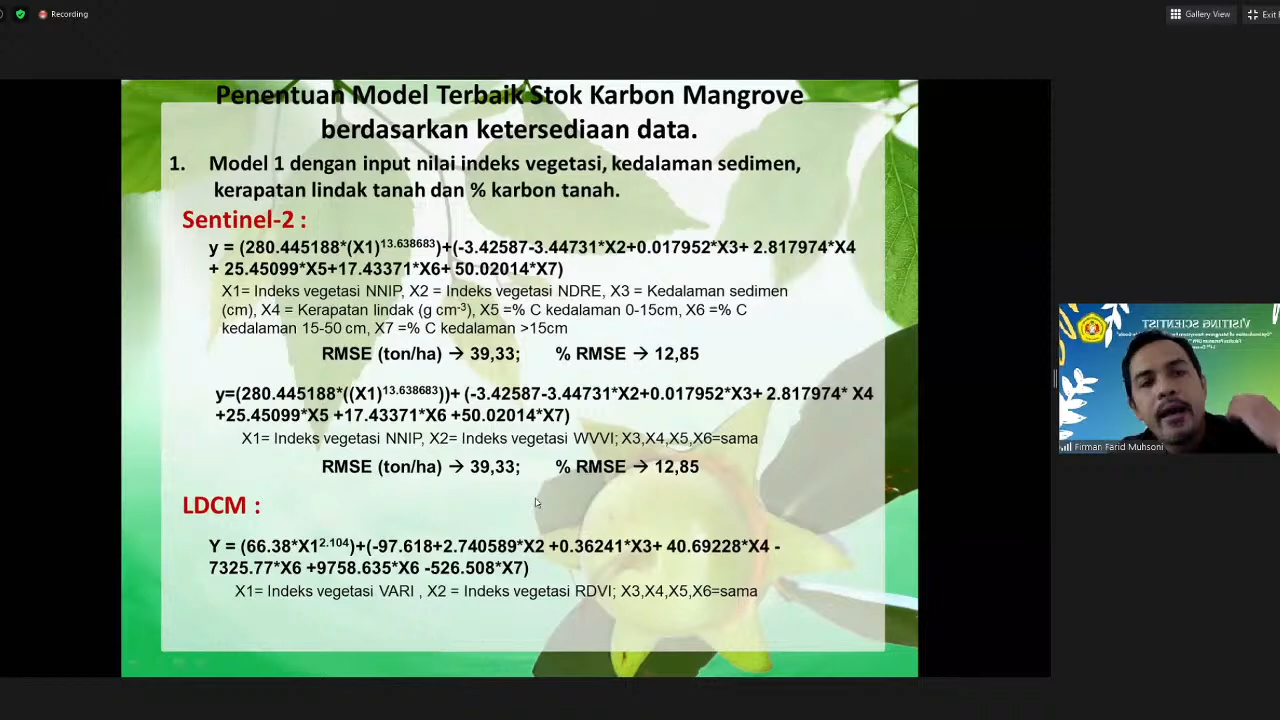 Recording
Gallery View
Exit
Penentuan Model Terbaik Stok Karbon Mangrove
berdasarkan ketersediaan data.
1. Model 1 dengan input nilai indeks vegetasi, kedalaman sedimen,
kerapatan lindak tanah dan % karbon tanah.
Sentinel-2 :
y = (280.445188*(X1)^13.638683)+(-3.42587-3.44731*X2+0.017952*X3+ 2.817974*X4
+ 25.45099*X5+17.43371*X6+ 50.02014*X7)
X1= Indeks vegetasi NNIP, X2 = Indeks vegetasi NDRE, X3 = Kedalaman sedimen
(cm), X4 = Kerapatan lindak (g cm-³), X5 =% C kedalaman 0-15cm, X6 =% C
kedalaman 15-50 cm, X7 =% C kedalaman >15cm
RMSE (ton/ha) → 39,33; % RMSE → 12,85
y=(280.445188*((X1)^13.638683))+ (-3.42587-3.44731*X2+0.017952*X3+ 2.817974* X4
+25.45099*X5 +17.43371*X6 +50.02014*X7)
X1= Indeks vegetasi NNIP, X2= Indeks vegetasi WVVI; X3,X4,X5,X6=sama
RMSE (ton/ha) → 39,33; % RMSE → 12,85
LDCM :
Y = (66.38*X1^2.104)+(-97.618+2.740589*X2 +0.36241*X3+ 40.69228*X4 -
7325.77*X6 +9758.635*X6 -526.508*X7)
X1= Indeks vegetasi VARI , X2 = Indeks vegetasi RDVI; X3,X4,X5,X6=sama
VISITING SCIENTIST
Firman Farid Muhsoni